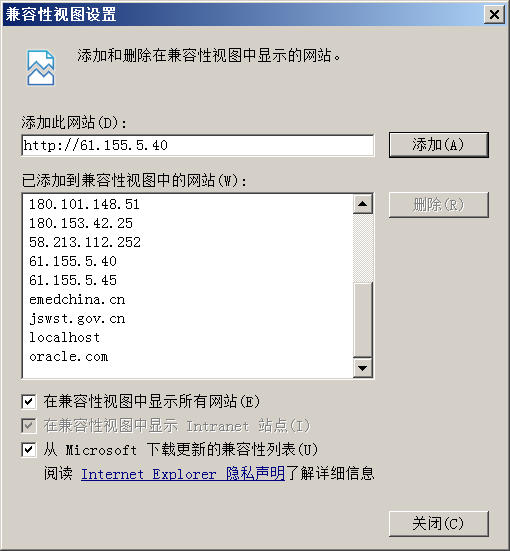 兼容性视图设置
添加和删除在兼容性视图中显示的网站。
添加此网站(D):
http://61.155.5.40
添加(A)
已添加到兼容性视图中的网站(W):
180.101.148.51
180.153.42.25
58.213.112.252
61.155.5.40
61.155.5.45
emedchina.cn
jswst.gov.cn
localhost
oracle.com
删除(R)
在兼容性视图中显示所有网站(E)
在兼容性视图中显示 Intranet 站点(I)
从 Microsoft 下载更新的兼容性列表(U)
阅读 Internet Explorer 隐私声明了解详细信息
关闭(C)